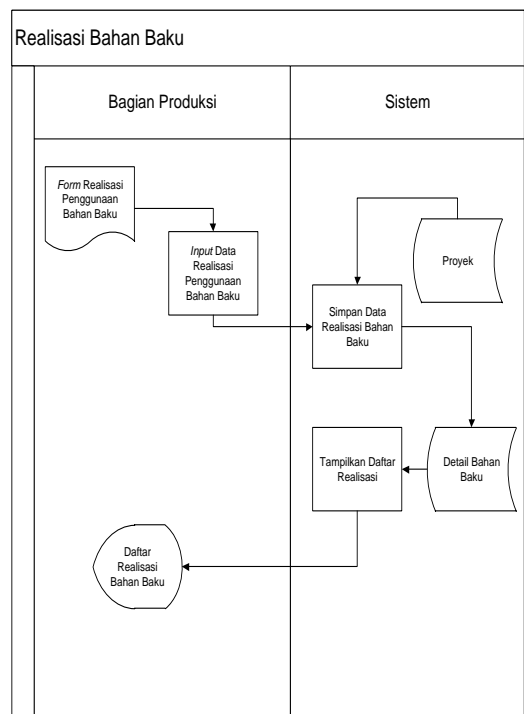 Realisasi Bahan Baku
Bagian Produksi
Sistem
Form Realisasi
Penggunaan
Bahan Baku
Input Data
Realisasi
Penggunaan
Bahan Baku
Proyek
Simpan Data
Realisasi Bahan
Baku
Tampilkan Daftar
Realisasi
Detail Bahan
Baku
Daftar
Realisasi
Bahan Baku